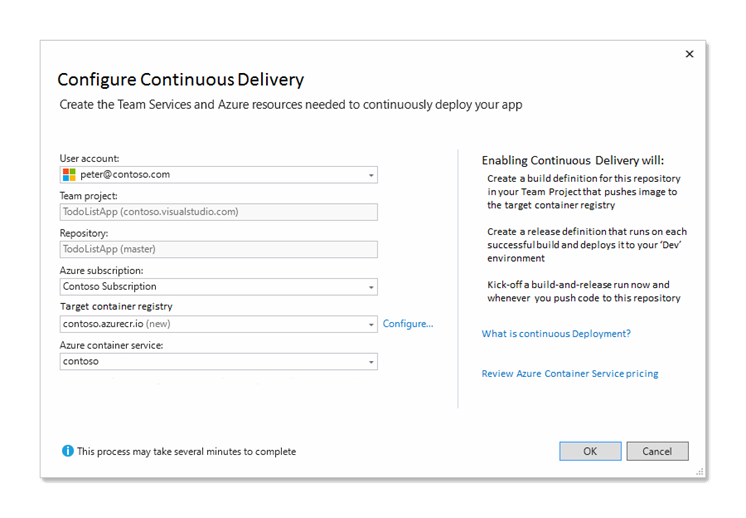 Configure Continuous Delivery
Create the Team Services and Azure resources needed to continuously deploy your app
User account:
peter@contoso.com
Team project:
TodoListApp (contoso.visualstudio.com)
Repository:
TodoListApp (master)
Azure subscription:
Contoso Subscription
Target container registry
contoso.azurecr.io (new)
Configure...
Azure container service:
contoso
Enabling Continuous Delivery will:
Create a build definition for this repository
in your Team Project that pushes image to
the target container registry
Create a release definition that runs on each
successful build and deploys it to your ‘Dev’
environment
Kick-off a build-and-release run now and
whenever you push code to this repository
What is continuous Deployment?
Review Azure Container Service pricing
This process may take several minutes to complete
OK
Cancel